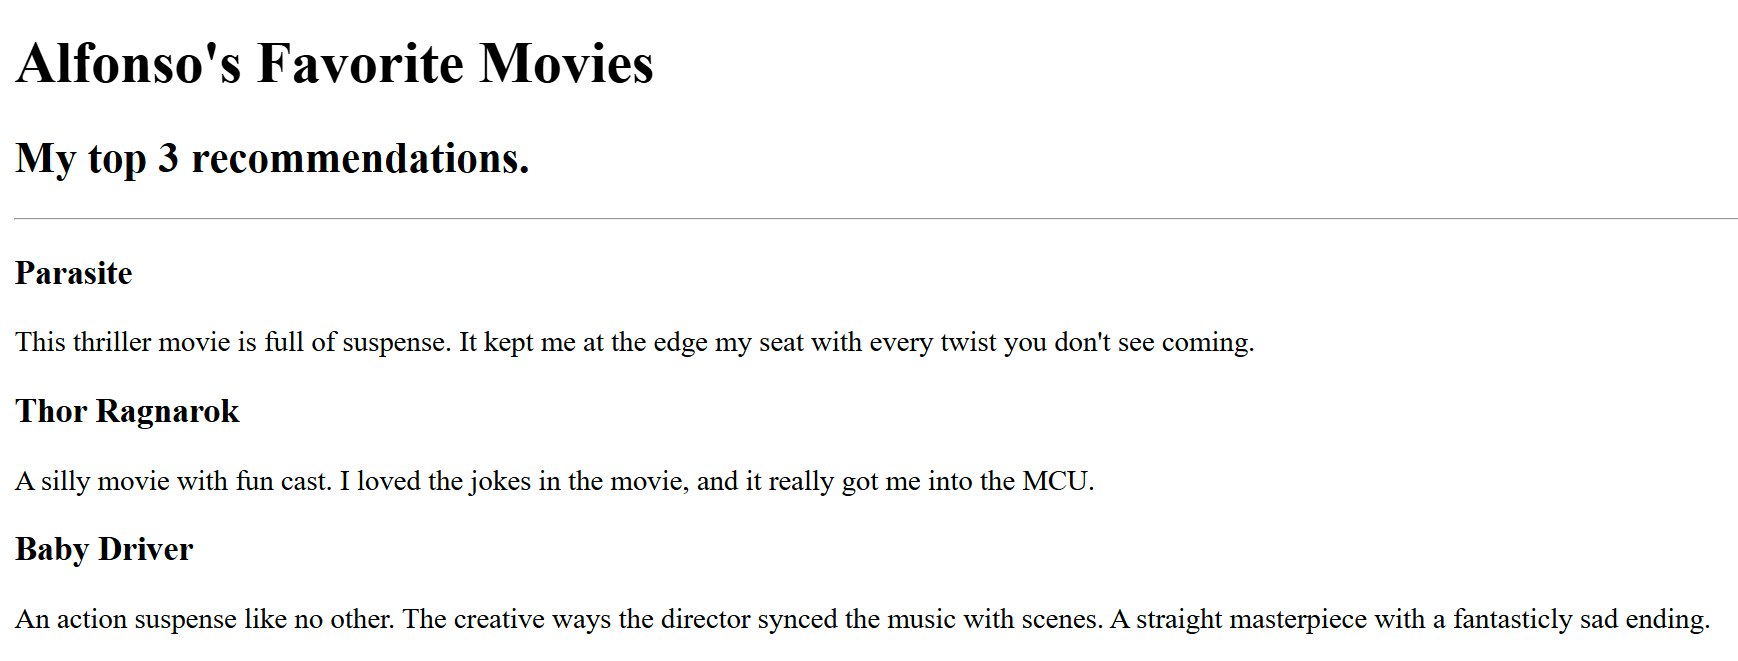 Alfonso's Favorite Movies
My top 3 recommendations.
Parasite
This thriller movie is full of suspense. It kept me at the edge my seat with every twist you don't see coming.
Thor Ragnarok
A silly movie with fun cast. I loved the jokes in the movie, and it really got me into the MCU.
Baby Driver
An action suspense like no other. The creative ways the director synced the music with scenes. A straight masterpiece with a fantasticly sad ending.